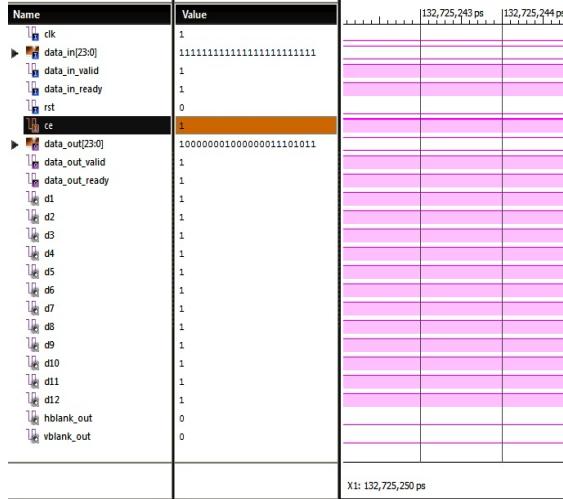 Name Value 132,725,243 ps 132,725,244 ps
clk 1
data_in[23:0] 111111111111111111111111
data_in_valid 1
data_in_ready 1
rst 0
ce 1
data_out[23:0] 100000001000000011101011
data_out_valid 1
data_out_ready 1
d1 1
d2 1
d3 1
d4 1
d5 1
d6 1
d7 1
d8 1
d9 1
d10 1
d11 1
d12 1
hblank_out 0
vblank_out 0
X1: 132,725,250 ps